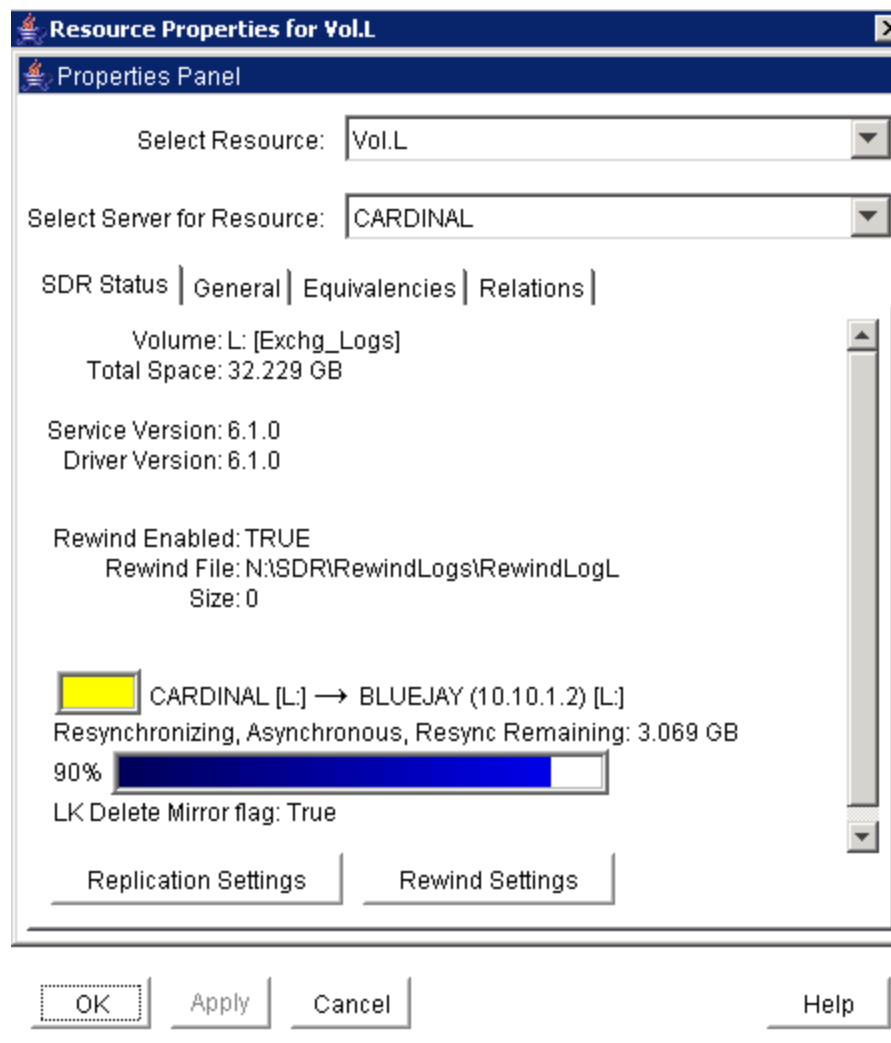 Resource Properties for Vol.L
Properties Panel
Select Resource: Vol.L
Select Server for Resource: CARDINAL
SDR Status General Equivalencies Relations
Volume: L: [Exchg_Logs]
Total Space: 32.229 GB
Service Version: 6.1.0
Driver Version: 6.1.0
Rewind Enabled: TRUE
Rewind File: N:\SDR\RewindLogs\RewindLogL
Size: 0
CARDINAL [L:] → BLUEJAY (10.10.1.2) [L:]
Resynchronizing, Asynchronous, Resync Remaining: 3.069 GB
90%
LK Delete Mirror flag: True
Replication Settings Rewind Settings
OK Apply Cancel Help